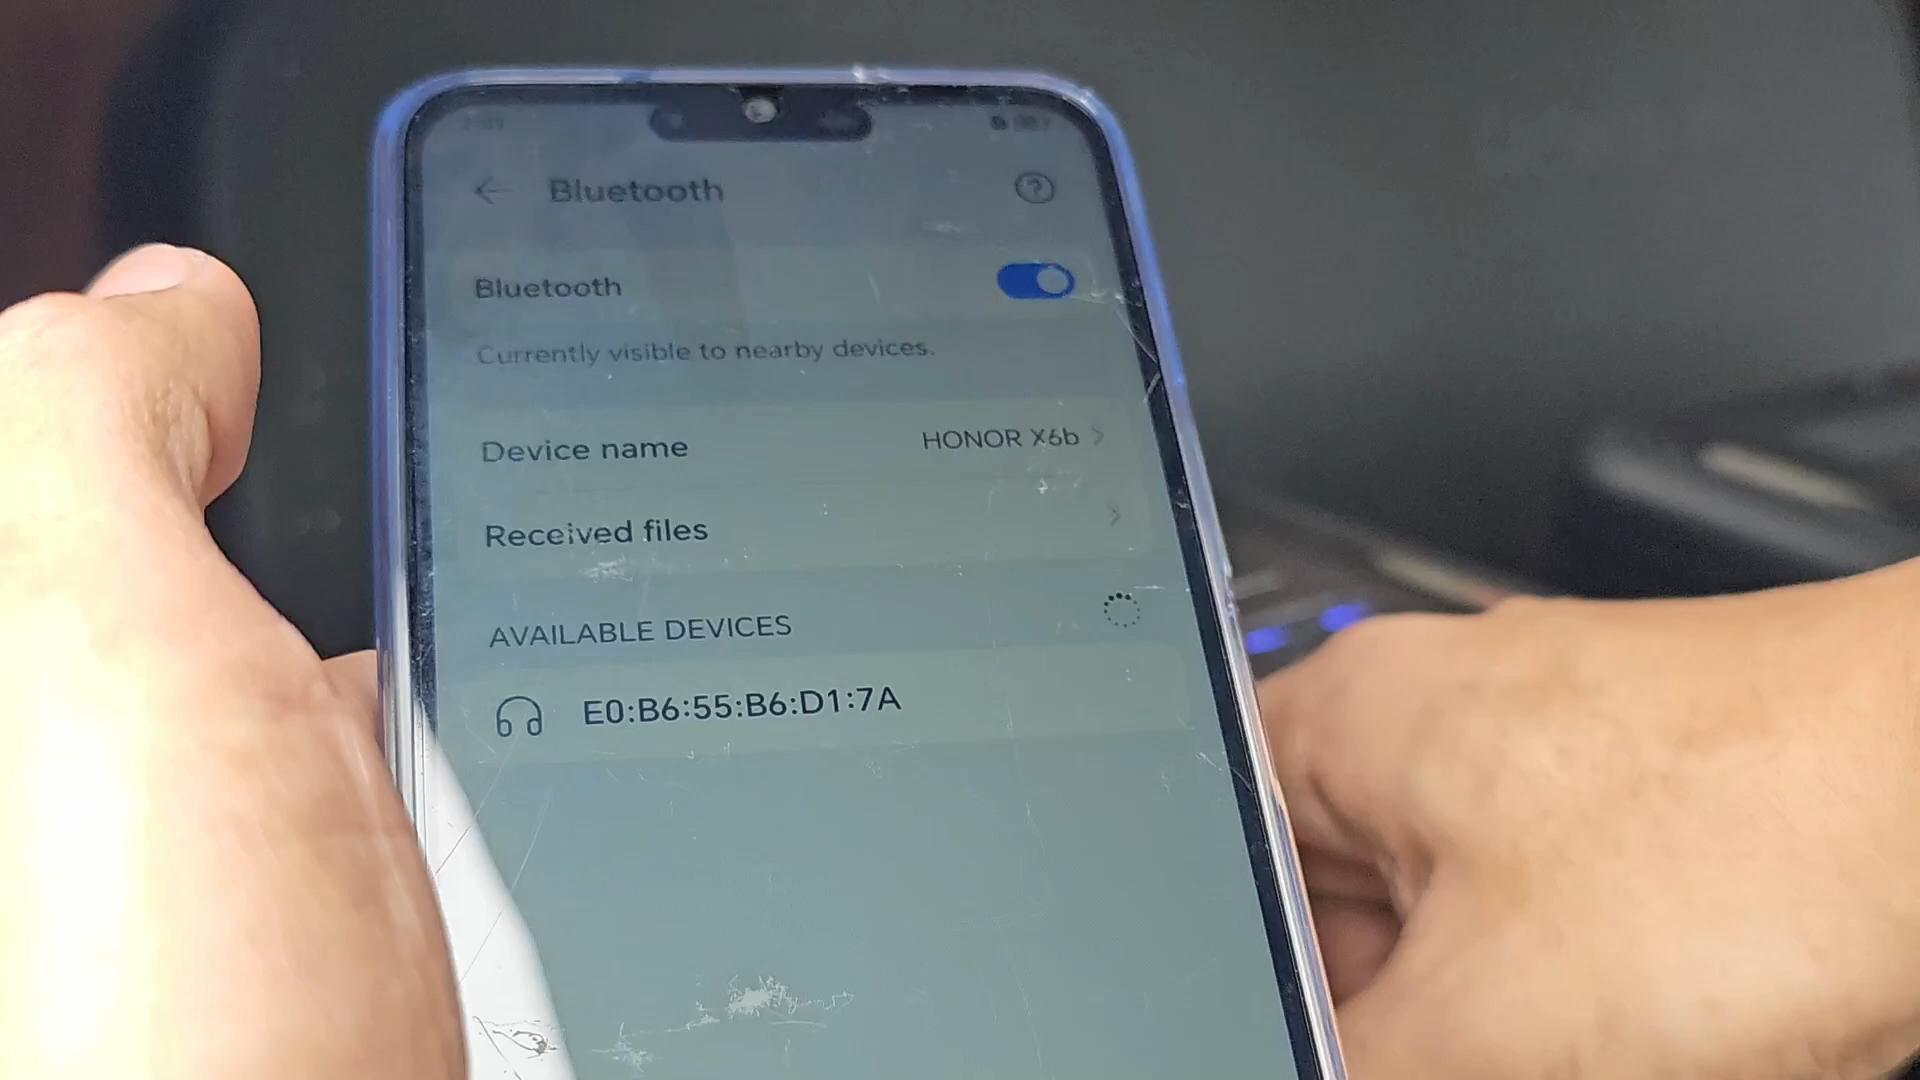 Bluetooth
Bluetooth
Currently visible to nearby devices.
Device name HONOR X6b
Received files
AVAILABLE DEVICES
E0:B6:55:B6:D1:7A